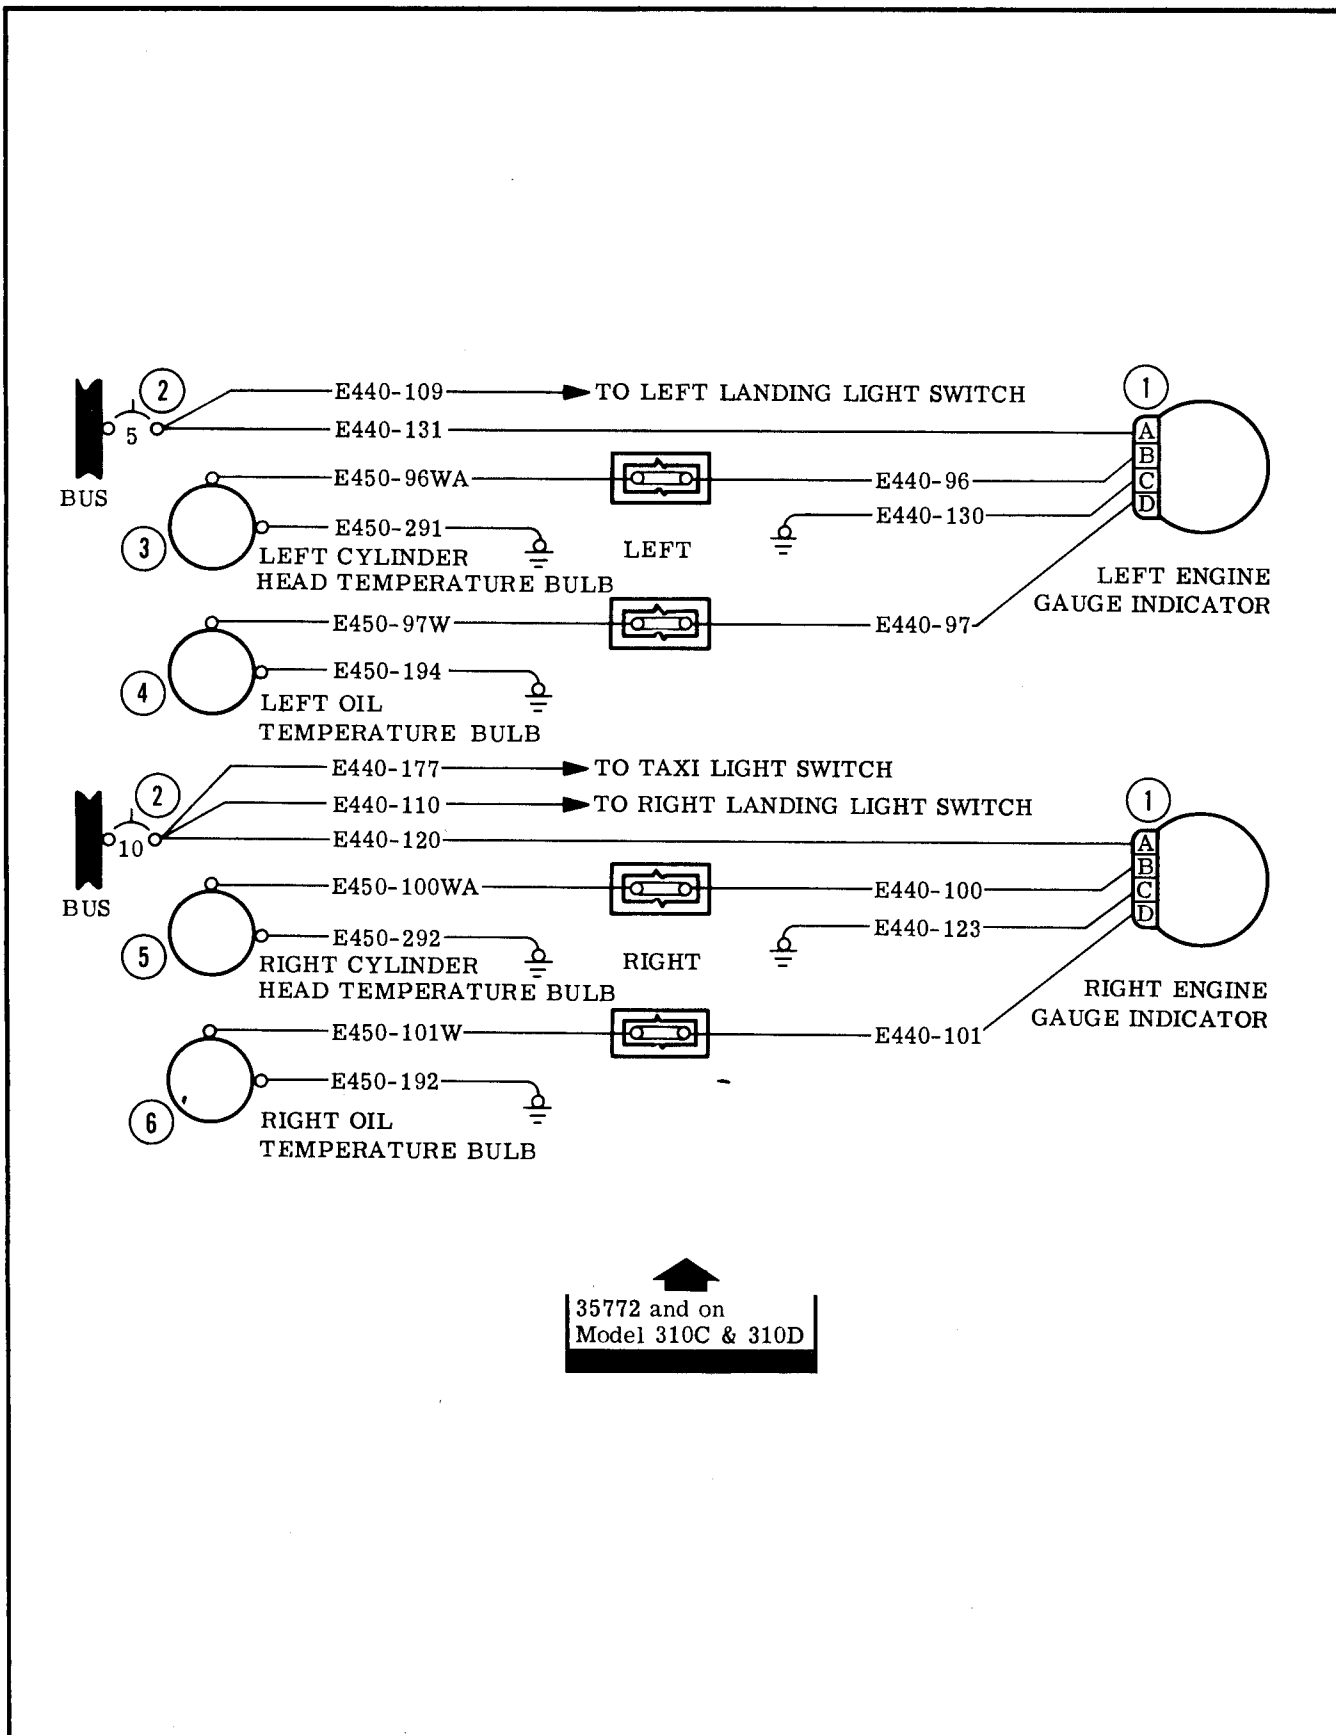 2
E440-109 TO LEFT LANDING LIGHT SWITCH
1
5
E440-131
A
B
C
D
BUS
E450-96WA
E440-96
3
E450-291
E440-130
LEFT CYLINDER
HEAD TEMPERATURE BULB
LEFT
LEFT ENGINE
GAUGE INDICATOR
E450-97W
E440-97
4
E450-194
LEFT OIL
TEMPERATURE BULB
E440-177 TO TAXI LIGHT SWITCH
2
E440-110 TO RIGHT LANDING LIGHT SWITCH
1
10
E440-120
A
B
C
D
BUS
E450-100WA
E440-100
5
E450-292
E440-123
RIGHT CYLINDER
HEAD TEMPERATURE BULB
RIGHT
RIGHT ENGINE
GAUGE INDICATOR
E450-101W
E440-101
6
E450-192
RIGHT OIL
TEMPERATURE BULB
35772 and on
Model 310C & 310D